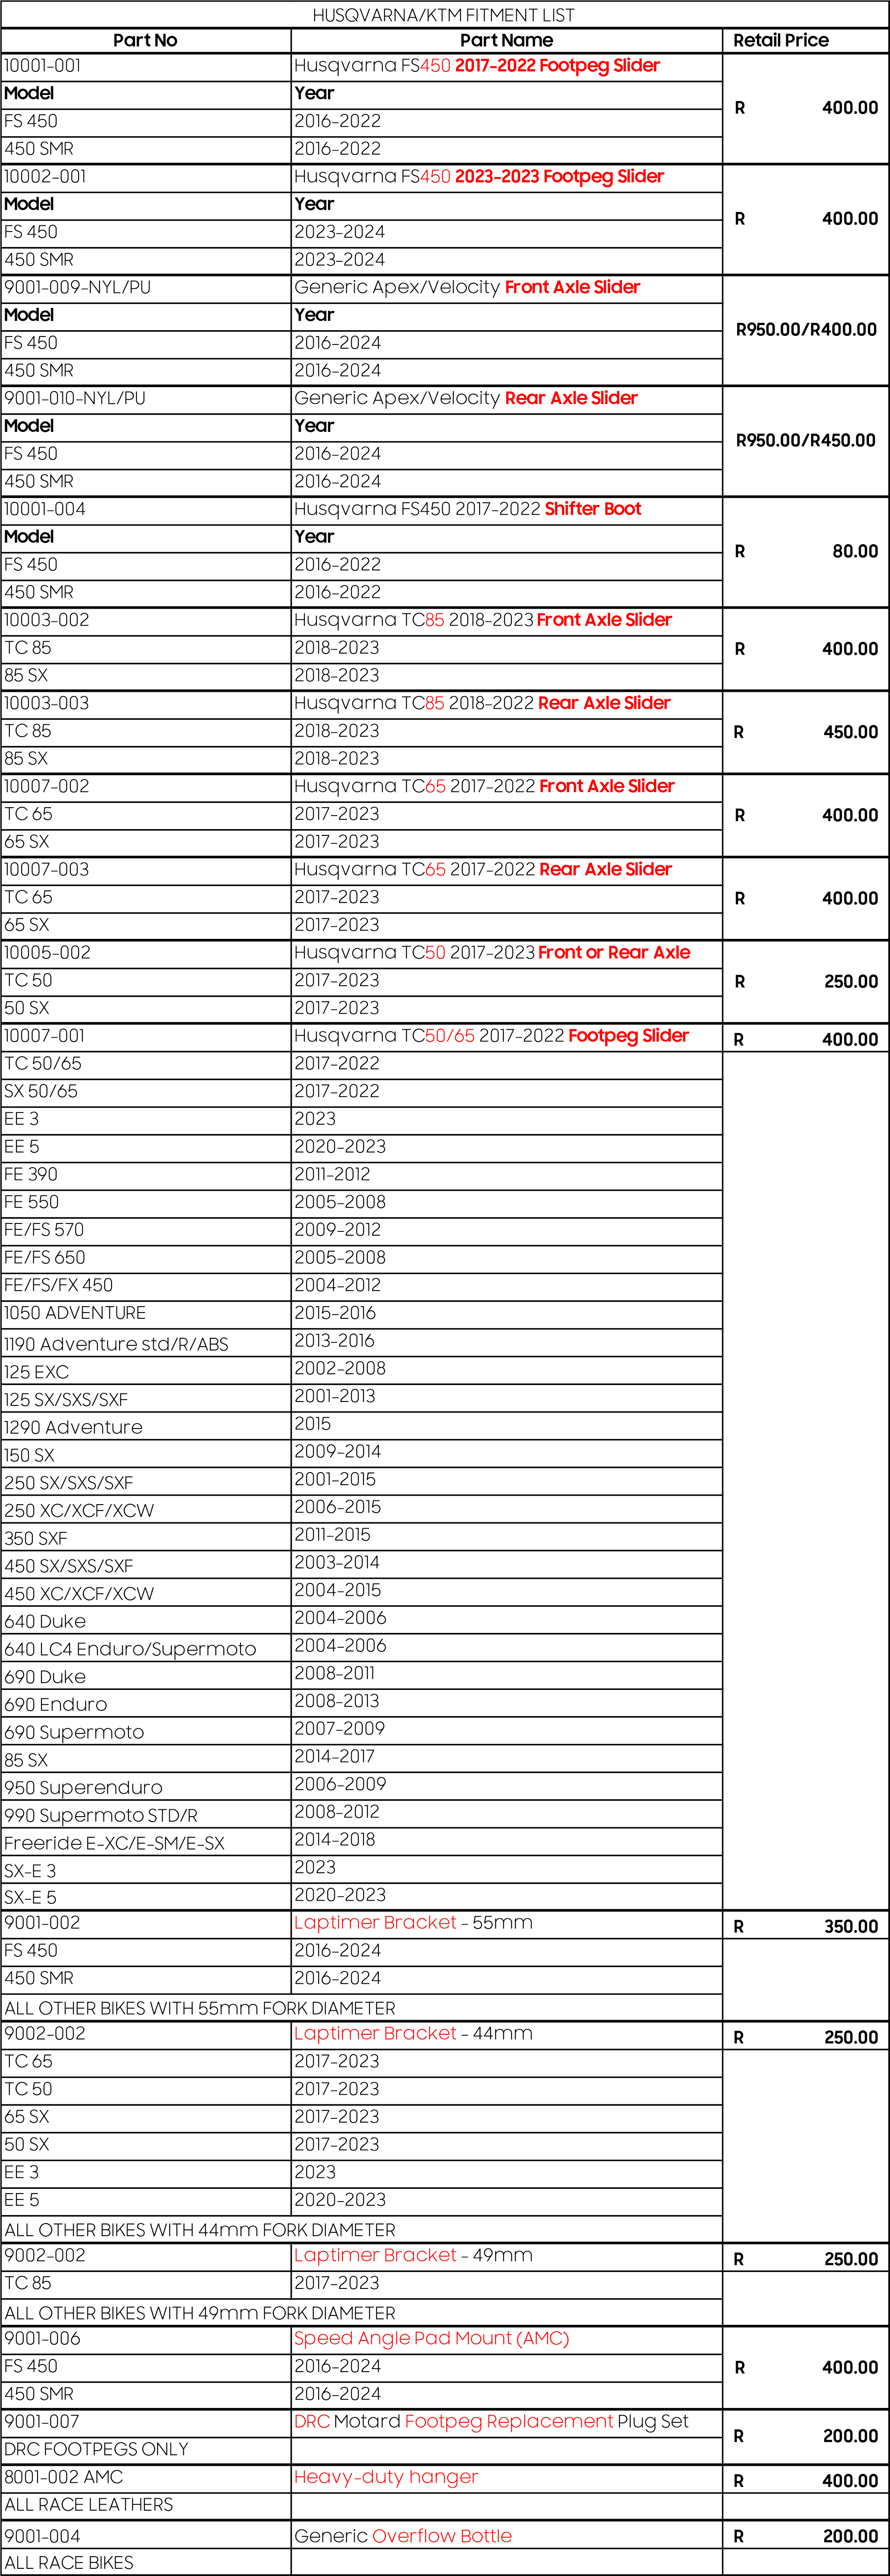 HUSQVARNA/KTM FITMENT LIST
Part No Part Name Retail Price
10001-001 Husqvarna FS450 2017-2022 Footpeg Slider
Model Year
R 400.00
FS 450 2016-2022
450 SMR 2016-2022
10002-001 Husqvarna FS450 2023-2023 Footpeg Slider
Model Year
R 400.00
FS 450 2023-2024
450 SMR 2023-2024
9001-009-NYL/PU Generic Apex/Velocity Front Axle Slider
Model Year
R950.00/R400.00
FS 450 2016-2024
450 SMR 2016-2024
9001-010-NYL/PU Generic Apex/Velocity Rear Axle Slider
Model Year
R950.00/R450.00
FS 450 2016-2024
450 SMR 2016-2024
10001-004 Husqvarna FS450 2017-2022 Shifter Boot
Model Year
R 80.00
FS 450 2016-2022
450 SMR 2016-2022
10003-002 Husqvarna TC85 2018-2023 Front Axle Slider
TC 85 2018-2023 R 400.00
85 SX 2018-2023
10003-003 Husqvarna TC85 2018-2022 Rear Axle Slider
TC 85 2018-2023 R 450.00
85 SX 2018-2023
10007-002 Husqvarna TC65 2017-2022 Front Axle Slider
TC 65 2017-2023 R 400.00
65 SX 2017-2023
10007-003 Husqvarna TC65 2017-2022 Rear Axle Slider
TC 65 2017-2023 R 400.00
65 SX 2017-2023
10005-002 Husqvarna TC50 2017-2023 Front or Rear Axle
TC 50 2017-2023 R 250.00
50 SX 2017-2023
10007-001 Husqvarna TC50/65 2017-2022 Footpeg Slider R 400.00
TC 50/65 2017-2022
SX 50/65 2017-2022
EE 3 2023
EE 5 2020-2023
FE 390 2011-2012
FE 550 2005-2008
FE/FS 570 2009-2012
FE/FS 650 2005-2008
FE/FS/FX 450 2004-2012
1050 ADVENTURE 2015-2016
1190 Adventure std/R/ABS 2013-2016
125 EXC 2002-2008
125 SX/SXS/SXF 2001-2013
1290 Adventure 2015
150 SX 2009-2014
250 SX/SXS/SXF 2001-2015
250 XC/XCF/XCW 2006-2015
350 SXF 2011-2015
450 SX/SXS/SXF 2003-2014
450 XC/XCF/XCW 2004-2015
640 Duke 2004-2006
640 LC4 Enduro/Supermoto 2004-2006
690 Duke 2008-2011
690 Enduro 2008-2013
690 Supermoto 2007-2009
85 SX 2014-2017
950 Superenduro 2006-2009
990 Supermoto STD/R 2008-2012
Freeride E-XC/E-SM/E-SX 2014-2018
SX-E 3 2023
SX-E 5 2020-2023
9001-002 Laptimer Bracket - 55mm R 350.00
FS 450 2016-2024
450 SMR 2016-2024
ALL OTHER BIKES WITH 55mm FORK DIAMETER
9002-002 Laptimer Bracket - 44mm R 250.00
TC 65 2017-2023
TC 50 2017-2023
65 SX 2017-2023
50 SX 2017-2023
EE 3 2023
EE 5 2020-2023
ALL OTHER BIKES WITH 44mm FORK DIAMETER
9002-002 Laptimer Bracket - 49mm R 250.00
TC 85 2017-2023
ALL OTHER BIKES WITH 49mm FORK DIAMETER
9001-006 Speed Angle Pad Mount (AMC)
FS 450 2016-2024 R 400.00
450 SMR 2016-2024
9001-007 DRC Motard Footpeg Replacement Plug Set
R 200.00
DRC FOOTPEGS ONLY
8001-002 AMC Heavy-duty hanger R 400.00
ALL RACE LEATHERS
9001-004 Generic Overflow Bottle R 200.00
ALL RACE BIKES